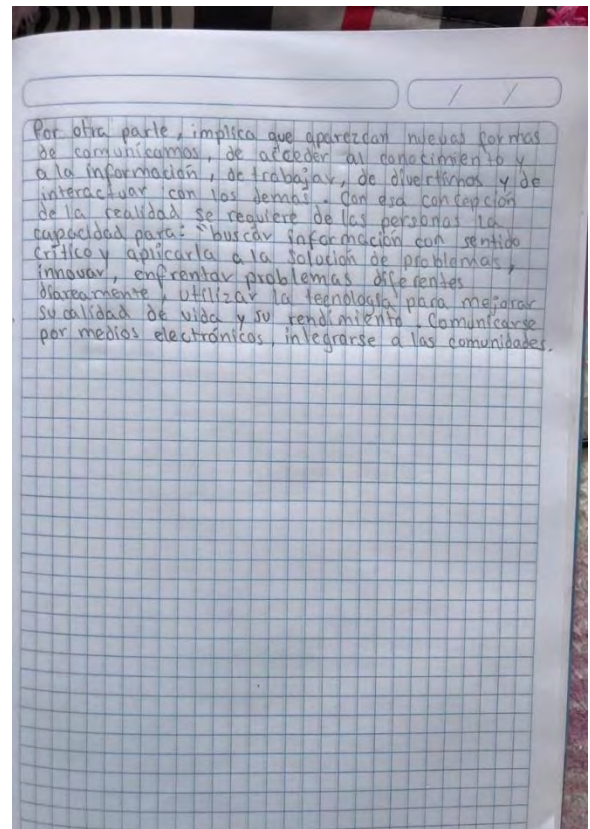 Por otra parte, implica que aparezcan nuevas formas
de comunicarnos, de acceder al conocimiento y
a la información, de trabajar, de divertirnos y de
interactuar con los demás. Con esa concepción
de la realidad se requiere de las personas la
capacidad para: "buscar información con sentido
crítico y aplicarla a la solución de problemas,
innovar, enfrentar problemas diferentes
diareamente, utilizar la tecnología para mejorar
su calidad de vida y su rendimiento. Comunicarse
por medios electrónicos, integrarse a las comunidades.